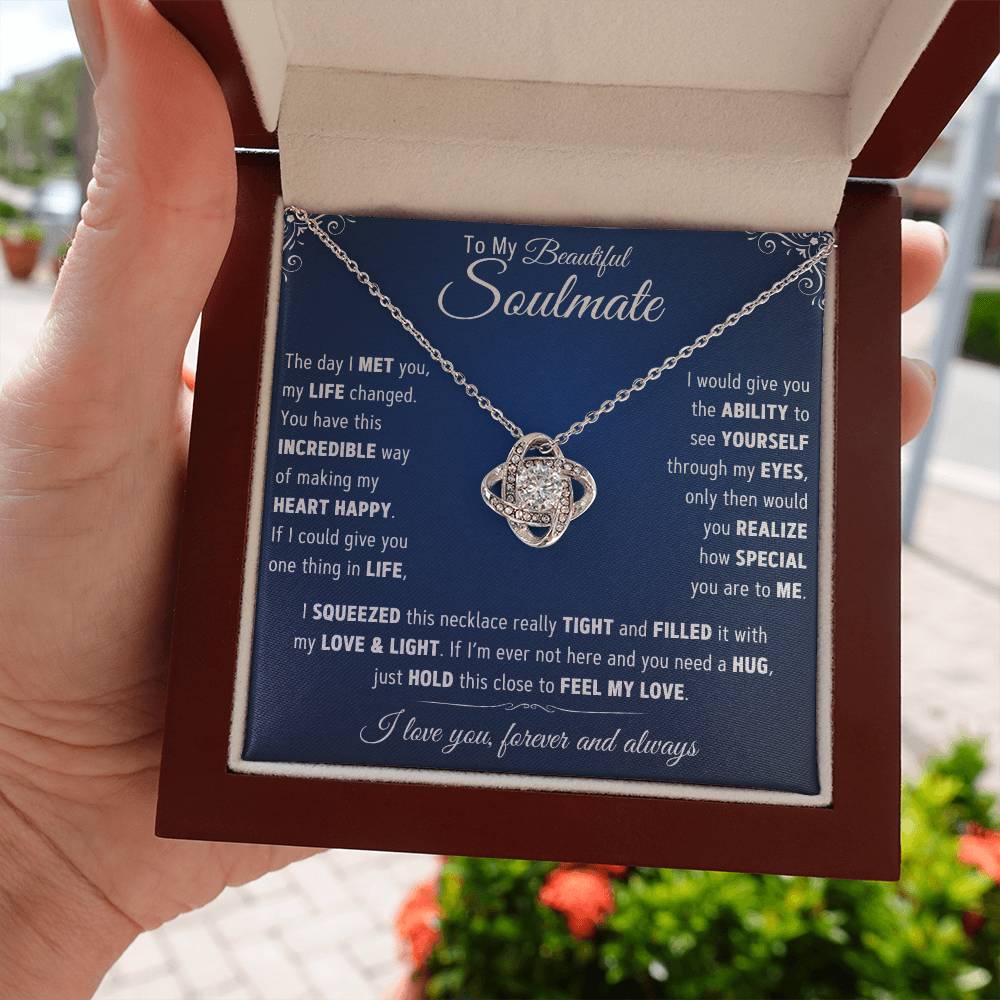 To My Beautiful
Soulmate
The day I MET you,
my LIFE changed.
You have this
INCREDIBLE way
of making my
HEART HAPPY.
If I could give you
one thing in LIFE,
I would give you
the ABILITY to
see YOURSELF
through my EYES,
only then would
you REALIZE
how SPECIAL
you are to ME.
I SQUEEZED this necklace really TIGHT and FILLED it with
my LOVE & LIGHT. If I'm ever not here and you need a HUG,
just HOLD this close to FEEL MY LOVE.
I love you, forever and always